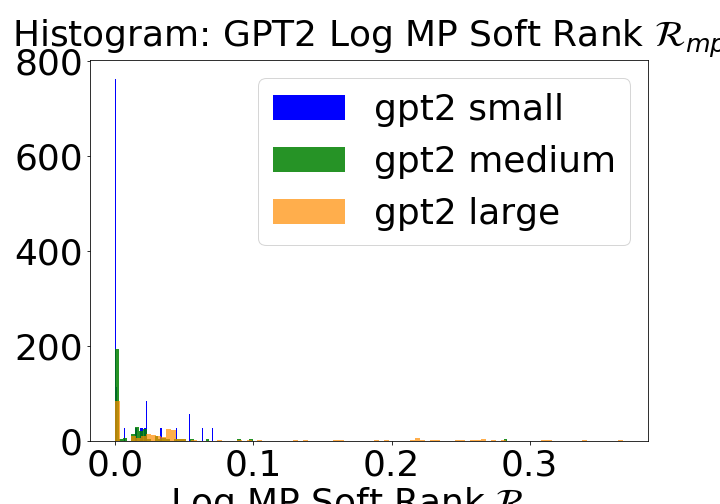 Histogram: GPT2 Log MP Soft Rank ℛmp
800
600
400
200
0
gpt2 small
gpt2 medium
gpt2 large
0.0 0.1 0.2 0.3
Log MP Soft Rank ℛ